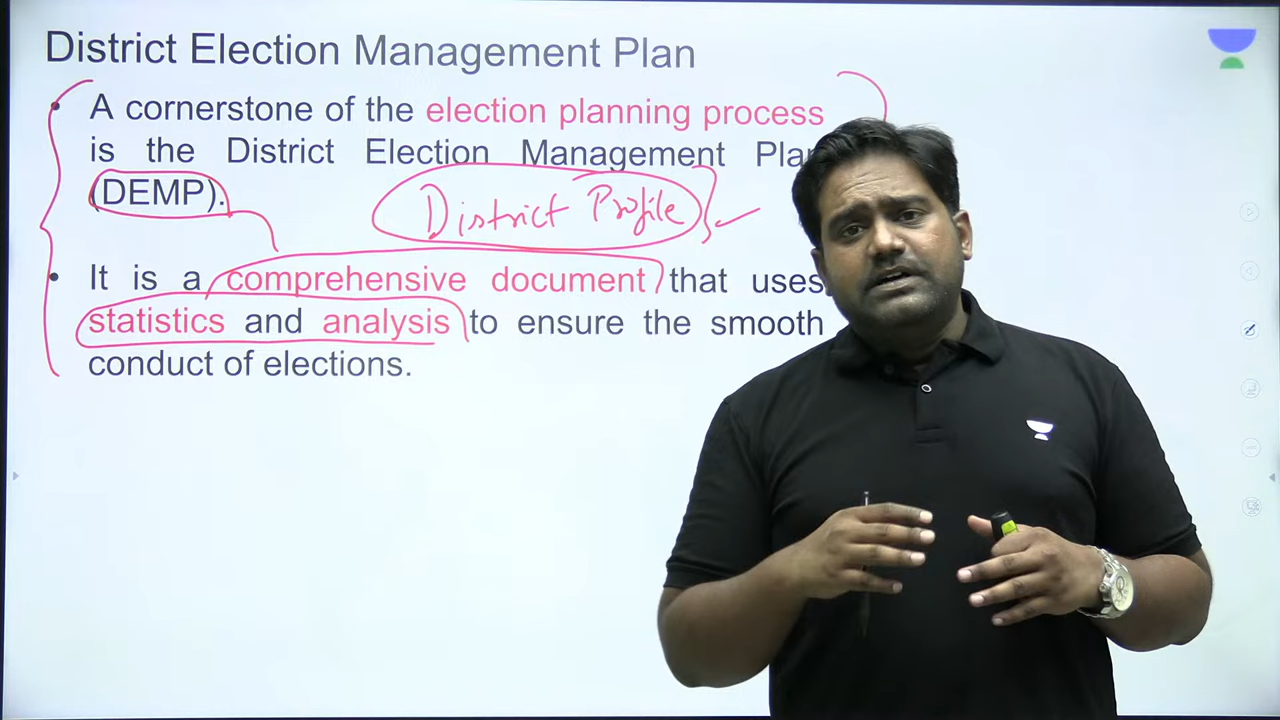 District Election Management Plan
• A cornerstone of the election planning process
is the District Election Management Plan
(DEMP).
District Profile
• It is a comprehensive document that uses
statistics and analysis to ensure the smooth
conduct of elections.